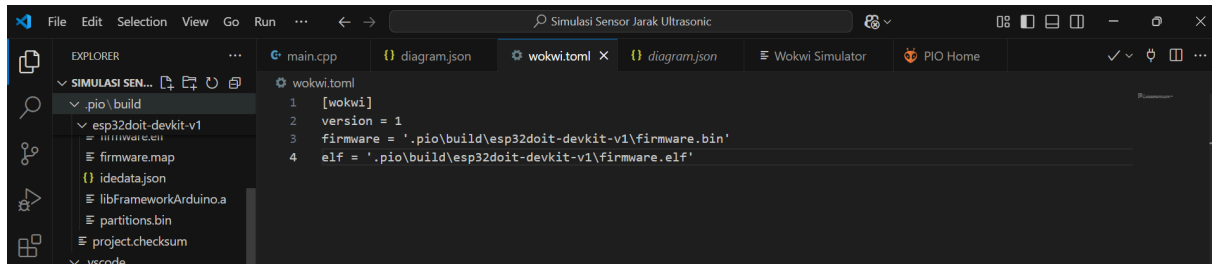 File Edit Selection View Go Run ··· Simulasi Sensor Jarak Ultrasonic
EXPLORER ··· main.cpp {} diagram.json wokwi.toml {} diagram.json Wokwi Simulator PIO Home ···
SIMULASI SEN... wokwi.toml
.pio\build 1 [wokwi]
esp32doit-devkit-v1 2 version = 1
firmware.elf 3 firmware = '.pio\build\esp32doit-devkit-v1\firmware.bin'
firmware.map 4 elf = '.pio\build\esp32doit-devkit-v1\firmware.elf'
{} idedata.json
libFrameworkArduino.a
partitions.bin
project.checksum
.vscode